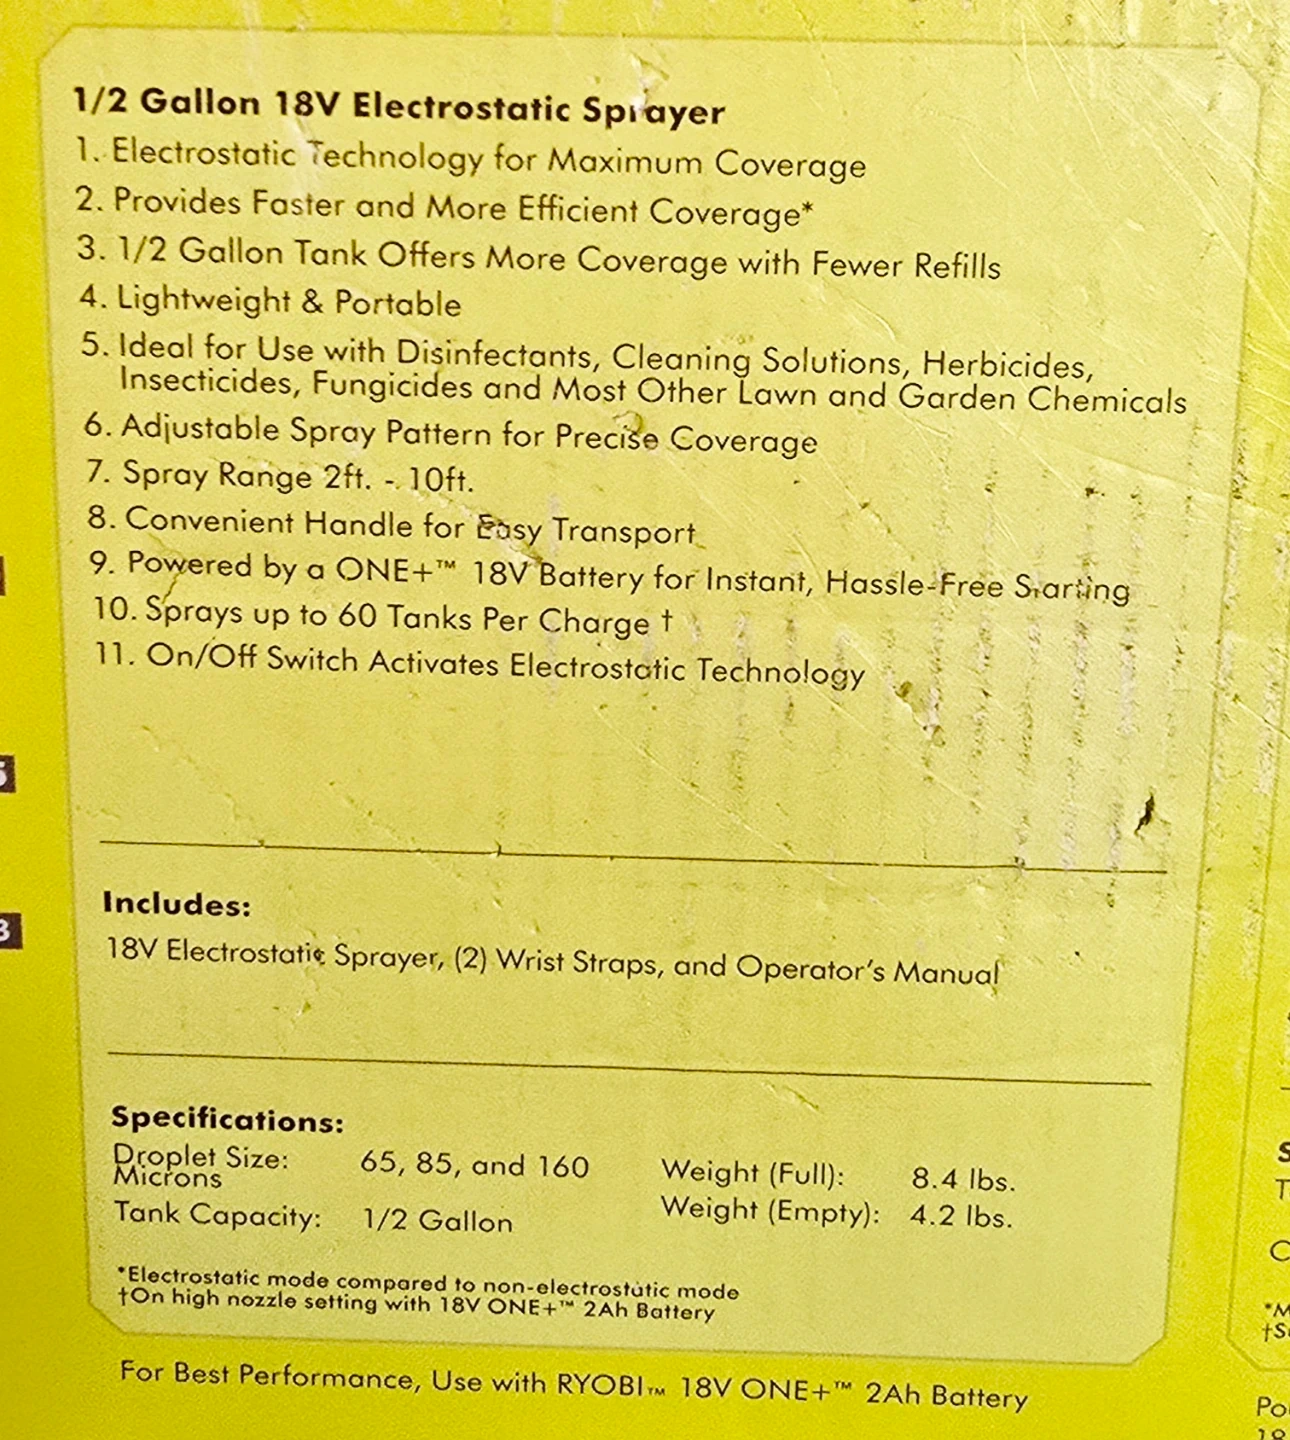 1/2 Gallon 18V Electrostatic Sprayer
1. Electrostatic Technology for Maximum Coverage
2. Provides Faster and More Efficient Coverage*
3. 1/2 Gallon Tank Offers More Coverage with Fewer Refills
4. Lightweight & Portable
5. Ideal for Use with Disinfectants, Cleaning Solutions, Herbicides,
Insecticides, Fungicides and Most Other Lawn and Garden Chemicals
6. Adjustable Spray Pattern for Precise Coverage
7. Spray Range 2ft. - 10ft.
8. Convenient Handle for Easy Transport
9. Powered by a ONE+™ 18V Battery for Instant, Hassle-Free Starting
10. Sprays up to 60 Tanks Per Charge †
11. On/Off Switch Activates Electrostatic Technology
Includes:
18V Electrostatic Sprayer, (2) Wrist Straps, and Operator's Manual
Specifications:
Droplet Size: 65, 85, and 160
Microns
Tank Capacity: 1/2 Gallon
Weight (Full): 8.4 lbs.
Weight (Empty): 4.2 lbs.
*Electrostatic mode compared to non-electrostatic mode
†On high nozzle setting with 18V ONE+™ 2Ah Battery
For Best Performance, Use with RYOBI™ 18V ONE+™ 2Ah Battery